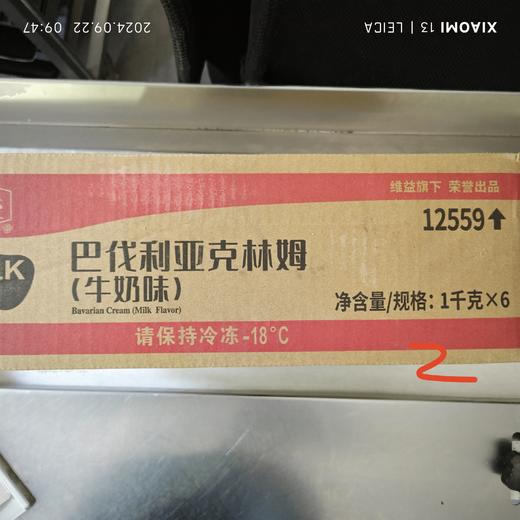 XIAOMI 13 | LEICA
2024.09.22 09:47
维益旗下 荣誉出品
12559↑
LK
巴伐利亚克林姆
(牛奶味)
Bavarian Cream (Milk Flavor)
净含量/规格: 1千克×6
请保持冷冻-18°C
2